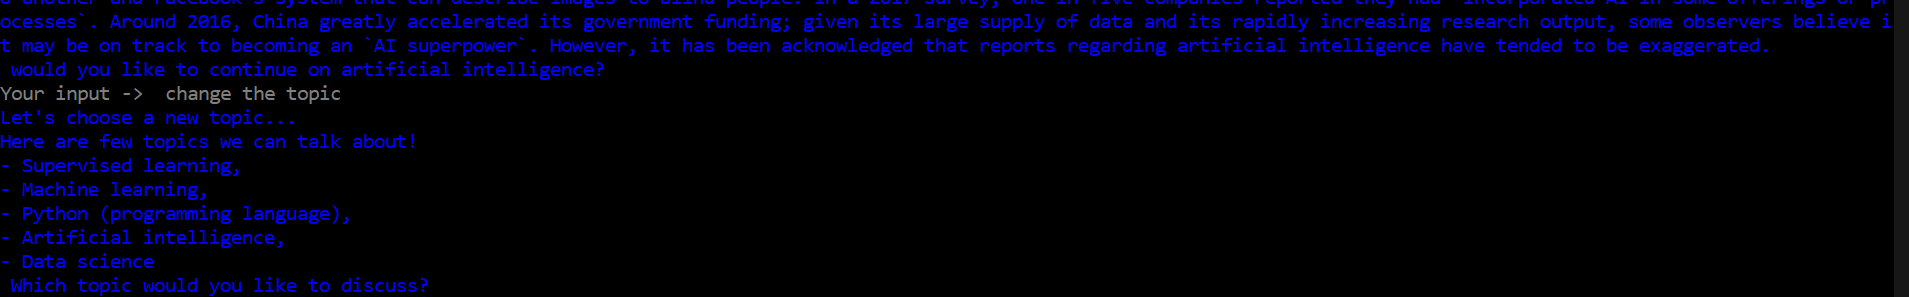 ocesses`. Around 2016, China greatly accelerated its government funding; given its large supply of data and its rapidly increasing research output, some observers believe i
t may be on track to becoming an `AI superpower`. However, it has been acknowledged that reports regarding artificial intelligence have tended to be exaggerated.
would you like to continue on artificial intelligence?
Your input -> change the topic
Let's choose a new topic...
Here are few topics we can talk about!
- Supervised learning,
- Machine learning,
- Python (programming language),
- Artificial intelligence,
- Data science
Which topic would you like to discuss?